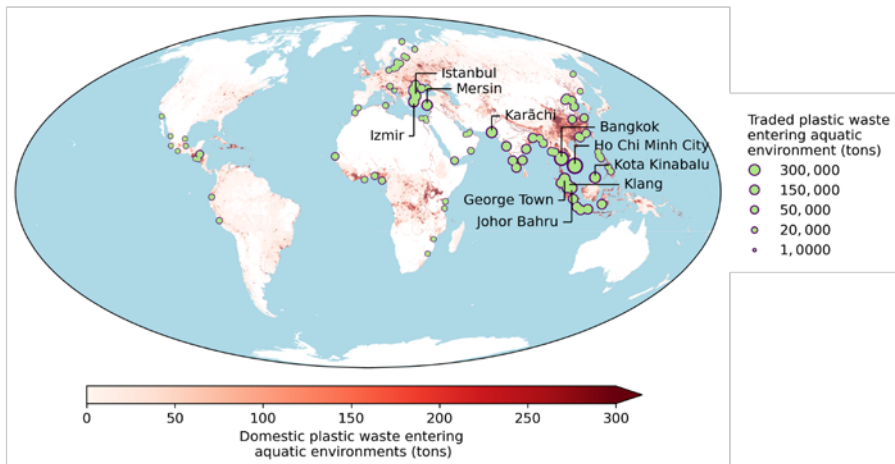 Istanbul
Mersin
Izmir
Karāchi
Bangkok
Ho Chi Minh City
Kota Kinabalu
Klang
George Town
Johor Bahru
Traded plastic waste
entering aquatic
environment (tons)
300,000
150,000
50,000
20,000
1,0000
0 50 100 150 200 250 300
Domestic plastic waste entering
aquatic environments (tons)